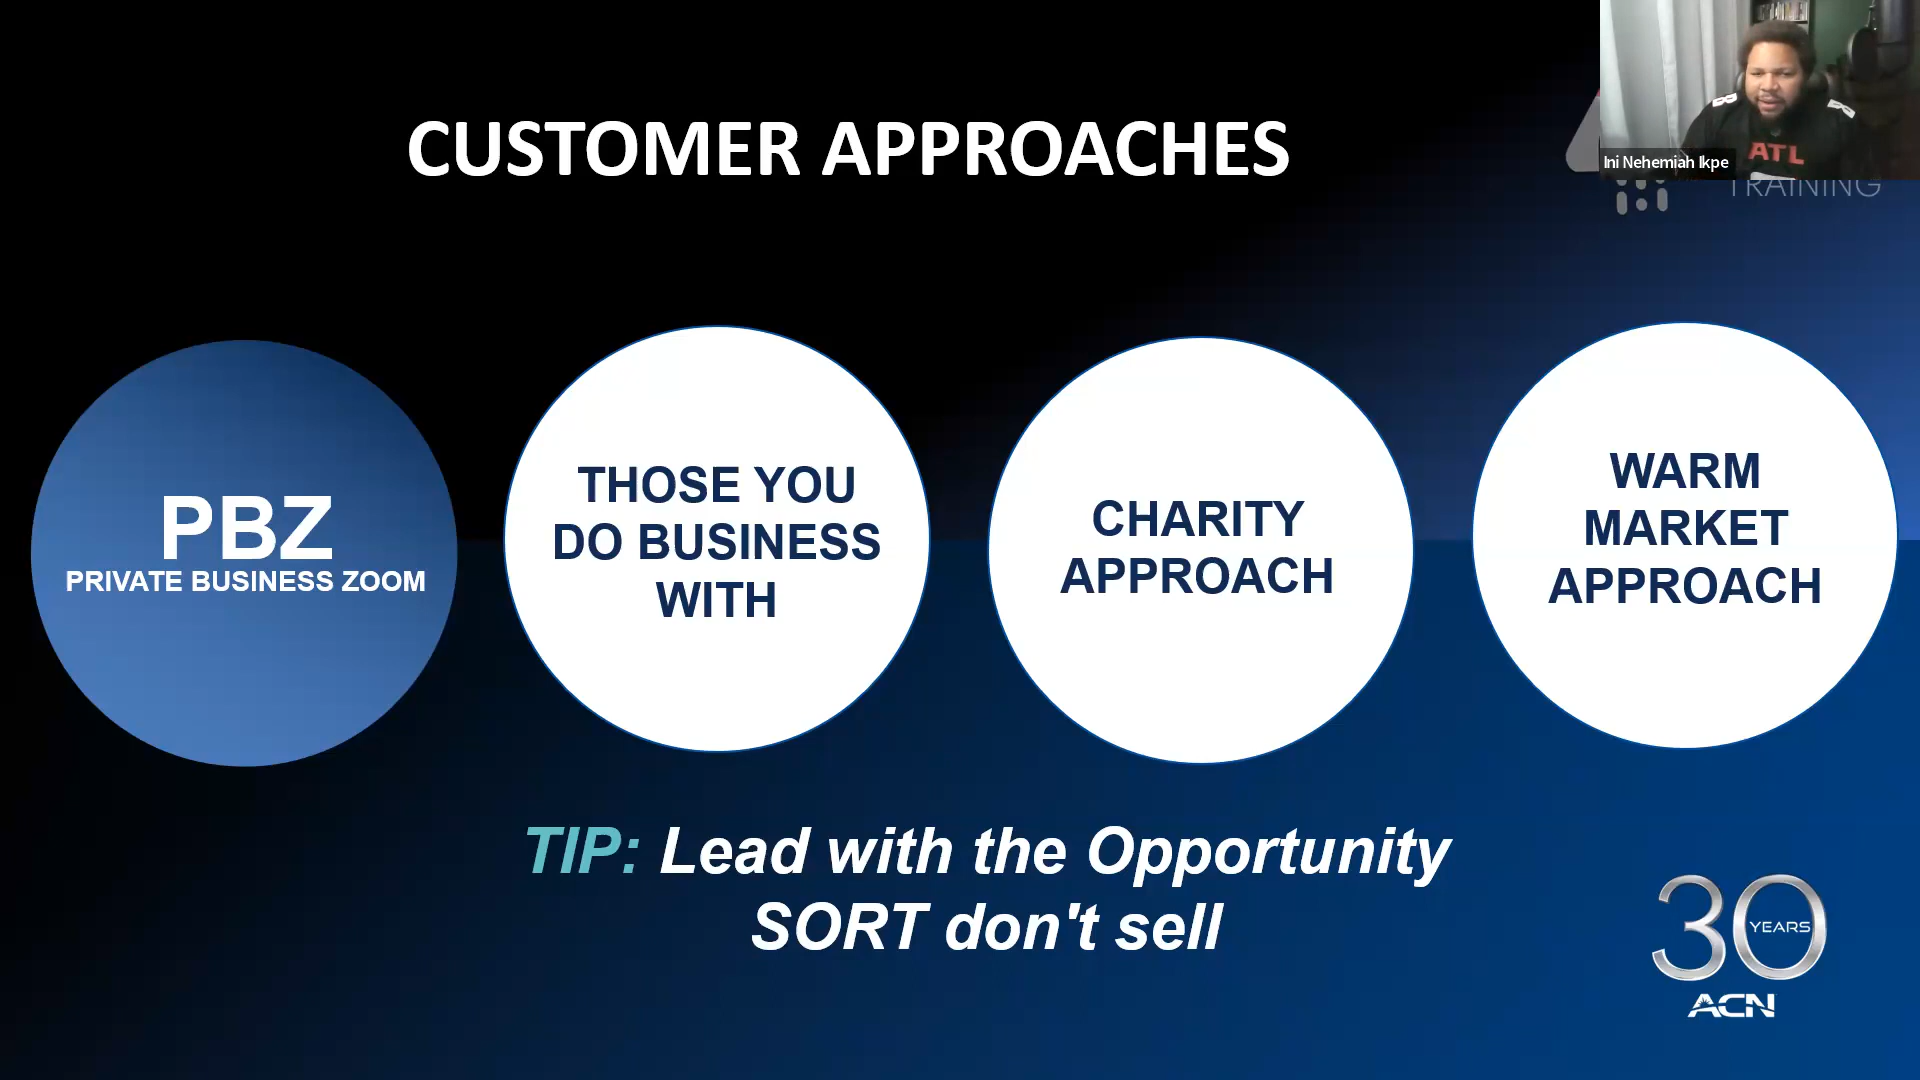 CUSTOMER APPROACHES
ATL
Ini Nehemiah Ikpe
TRAINING
PBZ
PRIVATE BUSINESS ZOOM
THOSE YOU
DO BUSINESS
WITH
CHARITY
APPROACH
WARM
MARKET
APPROACH
TIP: Lead with the Opportunity
SORT don't sell
30
YEARS
ACN